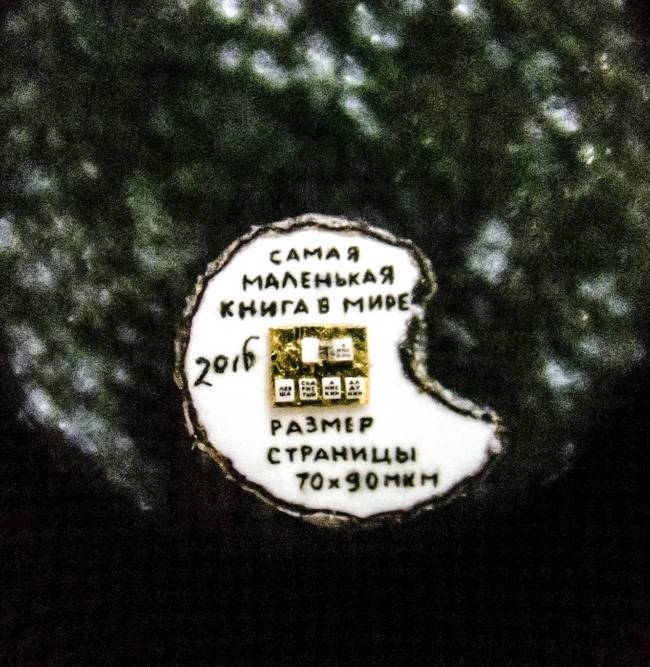 САМАЯ
МАЛЕНЬКАЯ
КНИГА В МИРЕ
2016
РАЗМЕР
СТРАНИЦЫ
70х90МКМ